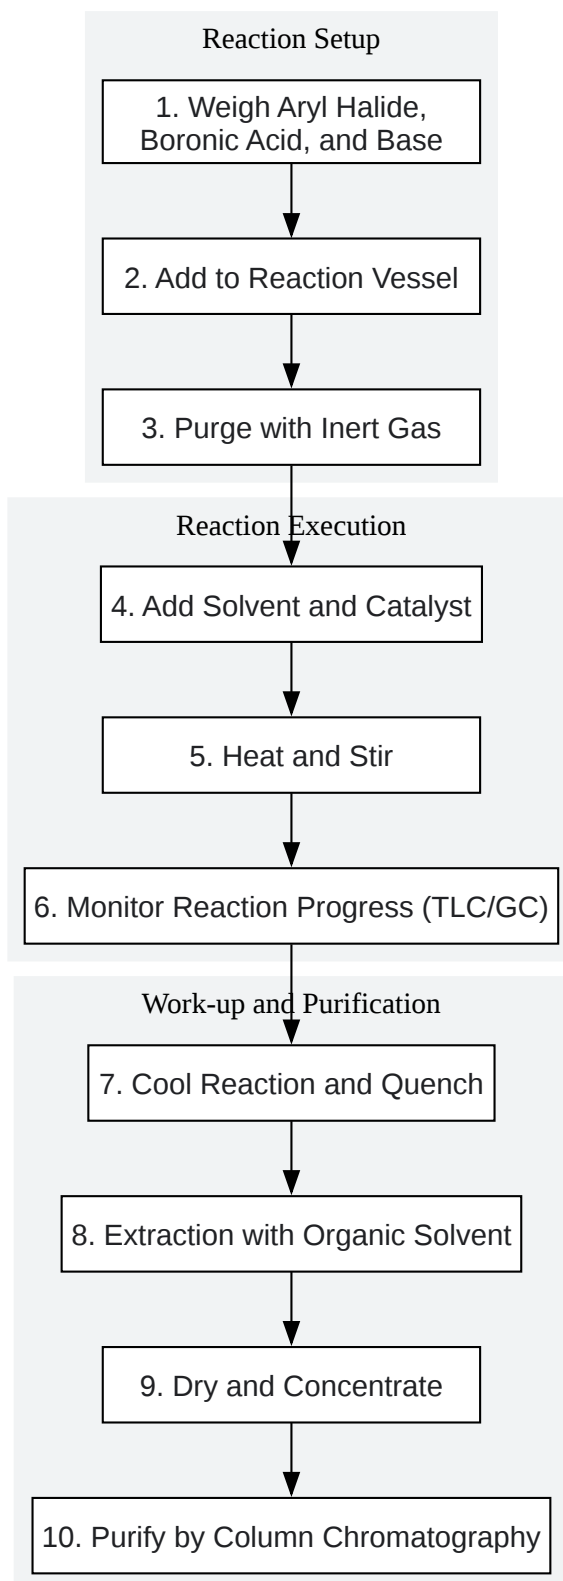 Reaction Setup
1. Weigh Aryl Halide,
Boronic Acid, and Base
2. Add to Reaction Vessel
3. Purge with Inert Gas
Reaction Execution
4. Add Solvent and Catalyst
5. Heat and Stir
6. Monitor Reaction Progress (TLC/GC)
Work-up and Purification
7. Cool Reaction and Quench
8. Extraction with Organic Solvent
9. Dry and Concentrate
10. Purify by Column Chromatography